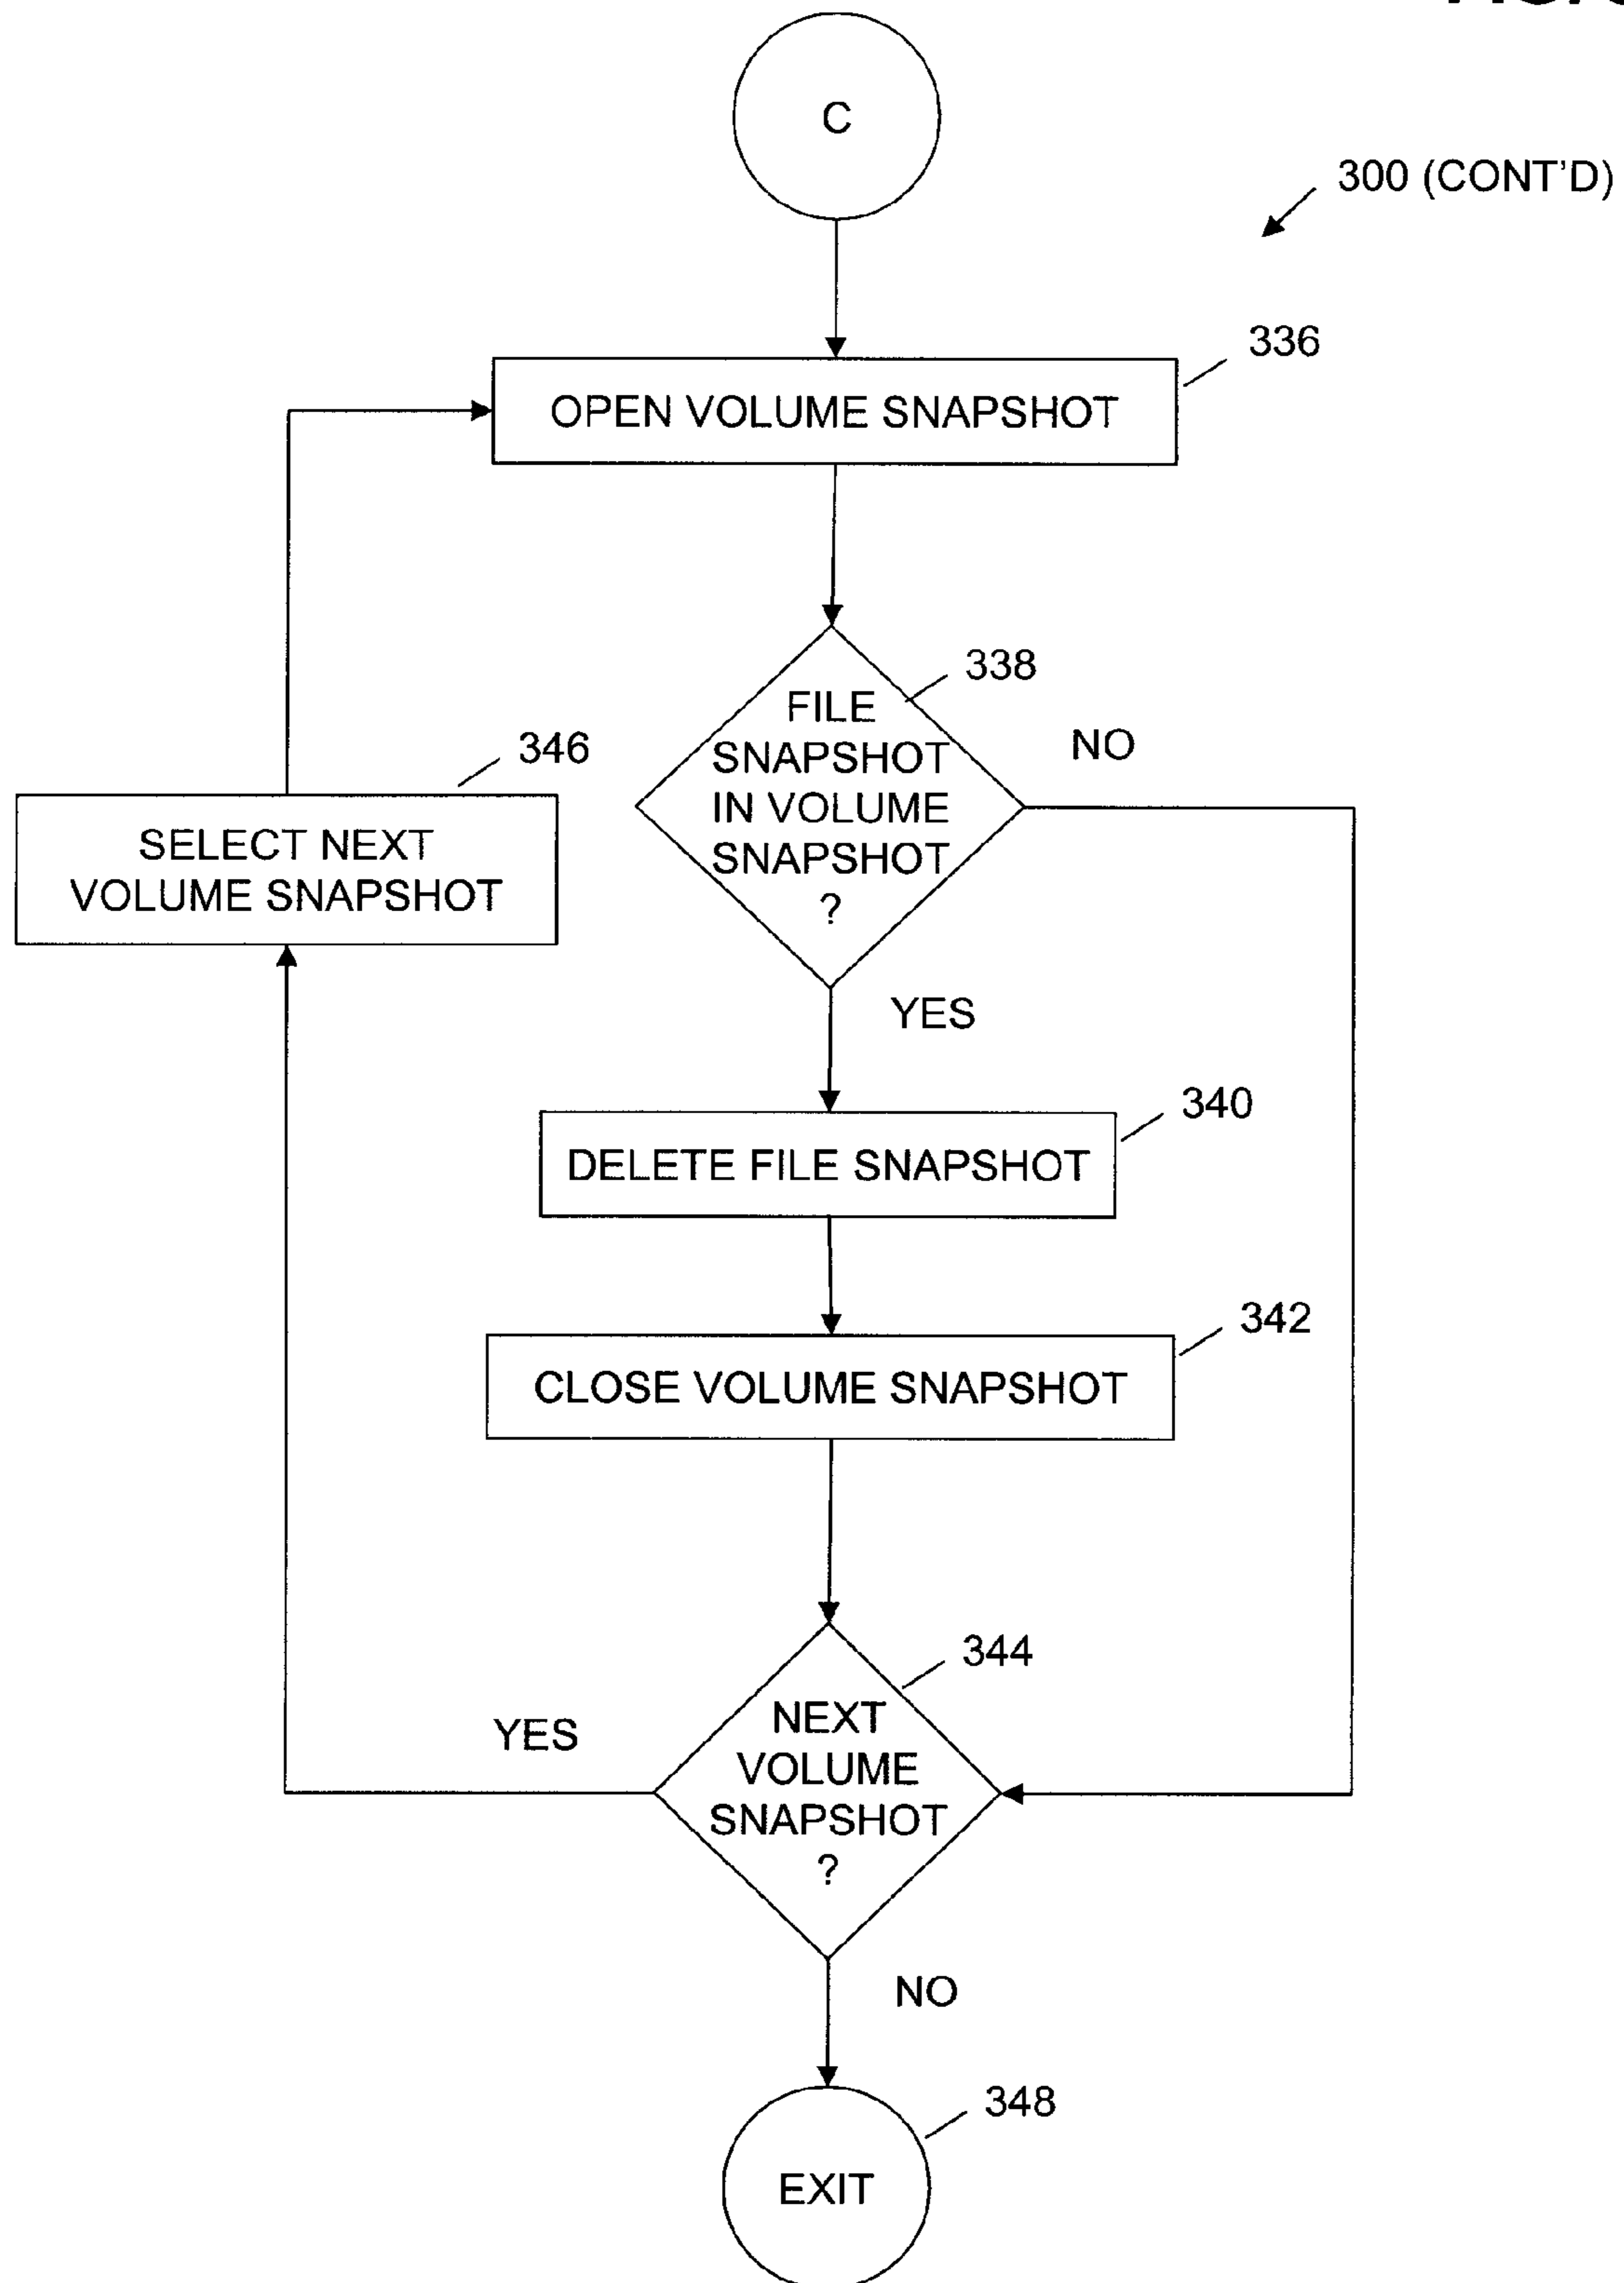 C
300 (CONT'D)
336
OPEN VOLUME SNAPSHOT
338
FILE
SNAPSHOT
IN VOLUME
SNAPSHOT
?
NO
346
SELECT NEXT
VOLUME SNAPSHOT
YES
340
DELETE FILE SNAPSHOT
342
CLOSE VOLUME SNAPSHOT
344
NEXT
VOLUME
SNAPSHOT
?
YES
NO
348
EXIT